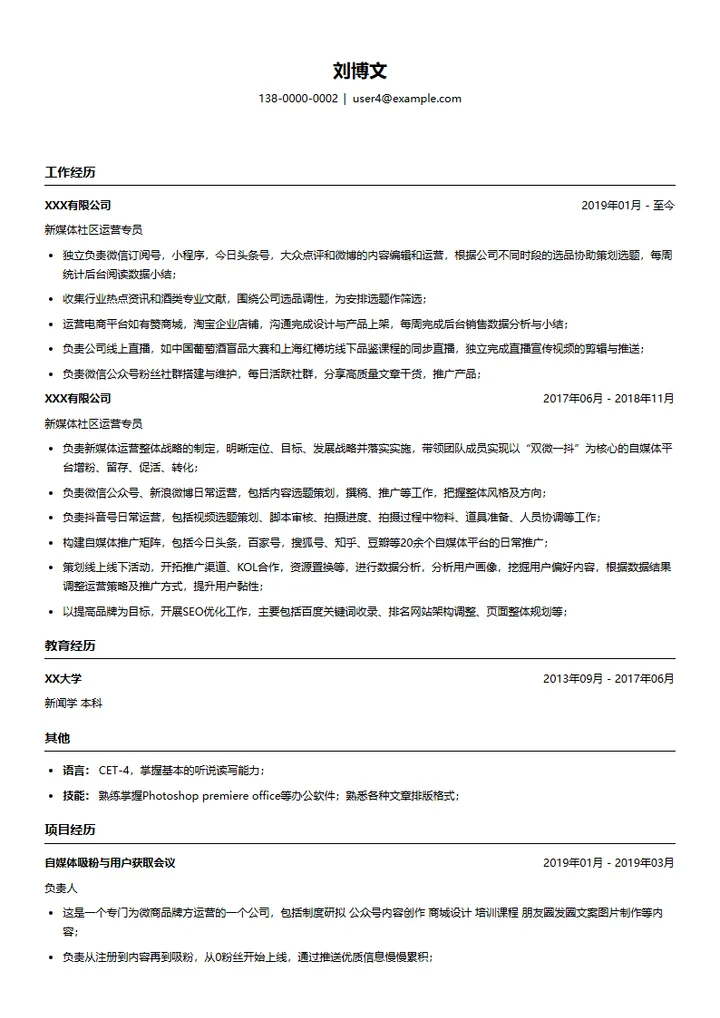 刘博文
138-0000-0002 | user4@example.com
工作经历
XXX有限公司 2019年01月 - 至今
新媒体社区运营专员
• 独立负责微信订阅号，小程序，今日头条号，大众点评和微博的内容编辑和运营，根据公司不同时段的选品协助策划选题，每周
统计后台阅读数据小结；
• 收集行业热点资讯和酒类专业文献，围绕公司选品调性，为安排选题作筛选；
• 运营电商平台如有赞商城，淘宝企业店铺，沟通完成设计与产品上架，每周完成后台销售数据分析与小结；
• 负责公司线上直播，如中国葡萄酒盲品大赛和上海红樽坊线下品鉴课程的同步直播，独立完成直播宣传视频的剪辑与推送；
• 负责微信公众号粉丝社群搭建与维护，每日活跃社群，分享高质量文章干货，推广产品；
XXX有限公司 2017年06月 - 2018年11月
新媒体社区运营专员
• 负责新媒体运营整体战略的制定，明晰定位、目标、发展战略并落实实施，带领团队成员实现以“双微一抖”为核心的自媒体平
台增粉、留存、促活、转化；
• 负责微信公众号、新浪微博日常运营，包括内容选题策划，撰稿、推广等工作，把握整体风格及方向；
• 负责抖音号日常运营，包括视频选题策划、脚本审核、拍摄进度、拍摄过程中物料、道具准备、人员协调等工作；
• 构建自媒体推广矩阵，包括今日头条，百家号，搜狐号、知乎、豆瓣等20余个自媒体平台的日常推广；
• 策划线上线下活动，开拓推广渠道、KOL合作，资源置换等，进行数据分析，分析用户画像，挖掘用户偏好内容，根据数据结果
调整运营策略及推广方式，提升用户黏性；
• 以提高品牌为目标，开展SEO优化工作，主要包括百度关键词收录、排名网站架构调整、页面整体规划等；
教育经历
XX大学 2013年09月 - 2017年06月
新闻学 本科
其他
• 语言： CET-4，掌握基本的听说读写能力；
• 技能： 熟练掌握Photoshop premiere office等办公软件；熟悉各种文章排版格式；
项目经历
自媒体吸粉与用户获取会议 2019年01月 - 2019年03月
负责人
• 这是一个专门为微商品牌方运营的一个公司，包括制度研拟 公众号内容创作 商城设计 培训课程 朋友圈发圈文案图片制作等内
容；
• 负责从注册到内容再到吸粉，从0粉丝开始上线，通过推送优质信息慢慢累积；